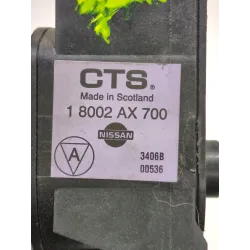 CTS®
Made in Scotland
1 8002 AX 700
NISSAN
A
3406B
00536